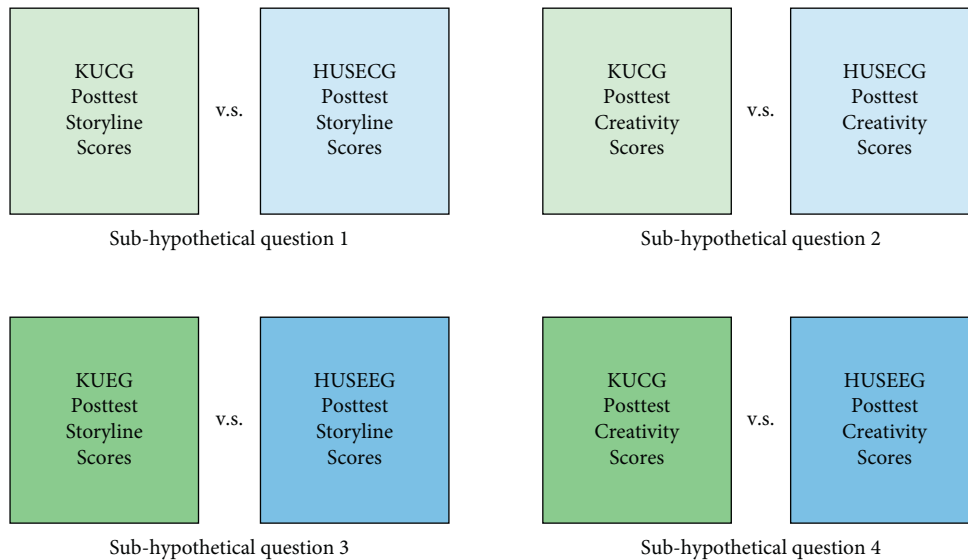 KUCG
Posttest
Storyline
Scores
v.s.
HUSECG
Posttest
Storyline
Scores
Sub-hypothetical question 1
KUCG
Posttest
Creativity
Scores
v.s.
HUSECG
Posttest
Creativity
Scores
Sub-hypothetical question 2
KUEG
Posttest
Storyline
Scores
v.s.
HUSEEG
Posttest
Storyline
Scores
Sub-hypothetical question 3
KUCG
Posttest
Creativity
Scores
v.s.
HUSEEG
Posttest
Creativity
Scores
Sub-hypothetical question 4